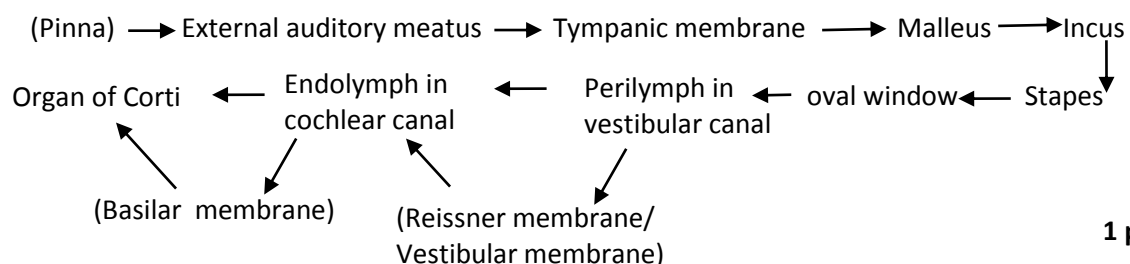 (Pinna) → External auditory meatus → Tympanic membrane → Malleus → Incus
Organ of Corti ← Endolymph in cochlear canal ← Perilymph in vestibular canal ← oval window ← Stapes
(Basilar membrane)
(Reissner membrane/
Vestibular membrane)
1 p